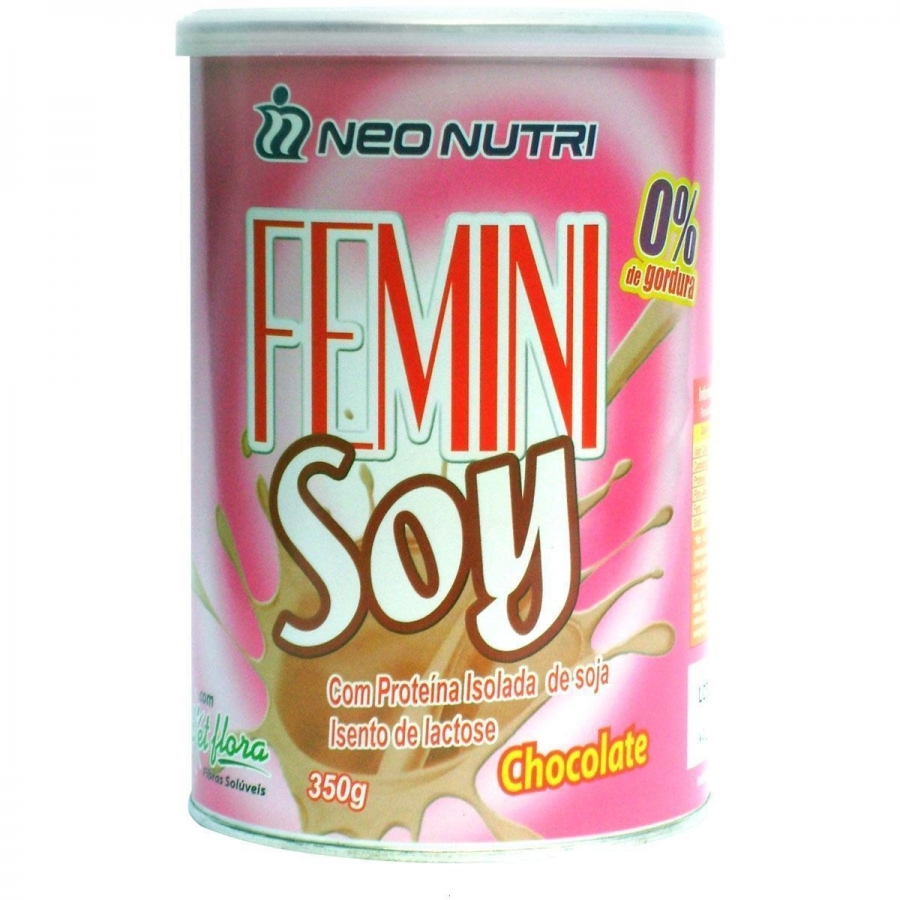 NEO NUTRI
0%
de gordura
FEMINI
Soy
Com Proteína Isolada de soja
Isento de lactose
com
flora
Fibras Solúveis
Chocolate
350g